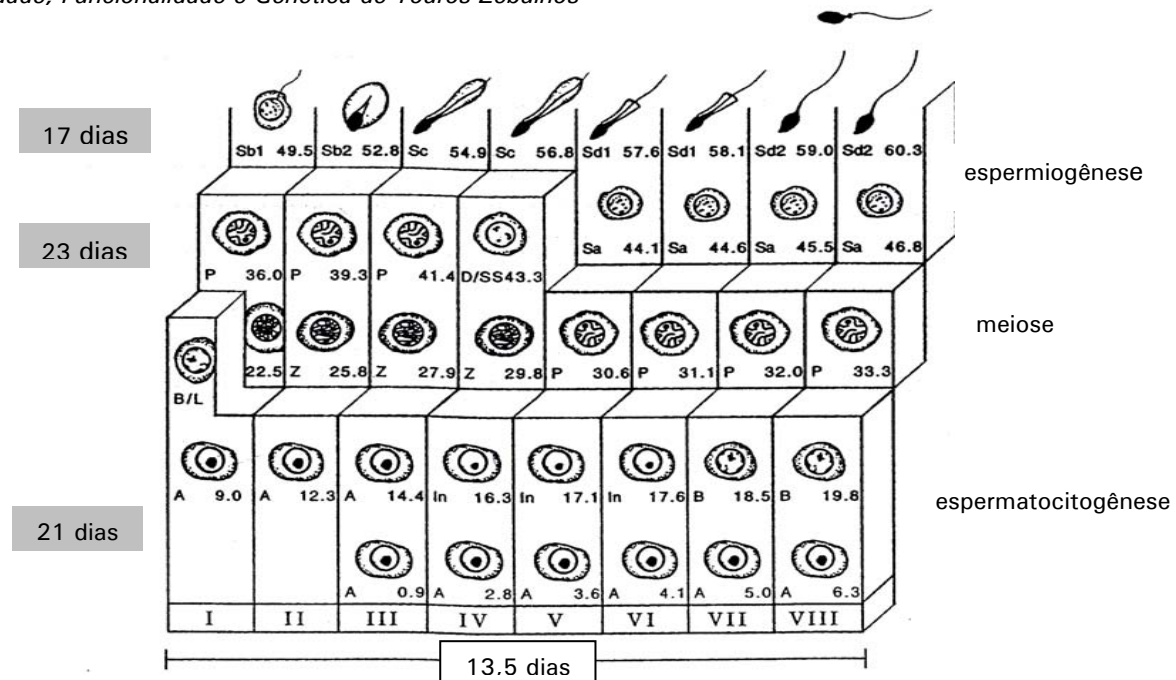 dade, Funcionalidade e Genética de Touros Zebuínos
17 dias
Sb1 49.5 Sb2 52.8 Sc 54.9 Sc 56.8 Sd1 57.6 Sd1 58.1 Sd2 59.0 Sd2 60.3
espermiogênese
23 dias
Sa 44.1 Sa 44.6 Sa 45.5 Sa 46.8
P 36.0 P 39.3 P 41.4 D/SS43.3
meiose
22.5 Z 25.8 Z 27.9 Z 29.8 P 30.6 P 31.1 P 32.0 P 33.3
B/L
A 9.0 A 12.3 A 14.4 In 16.3 In 17.1 In 17.6 B 18.5 B 19.8
espermatocitogênese
21 dias
A 0.9 A 2.8 A 3.6 A 4.1 A 5.0 A 6.3
I II III IV V VI VII VIII
13,5 dias